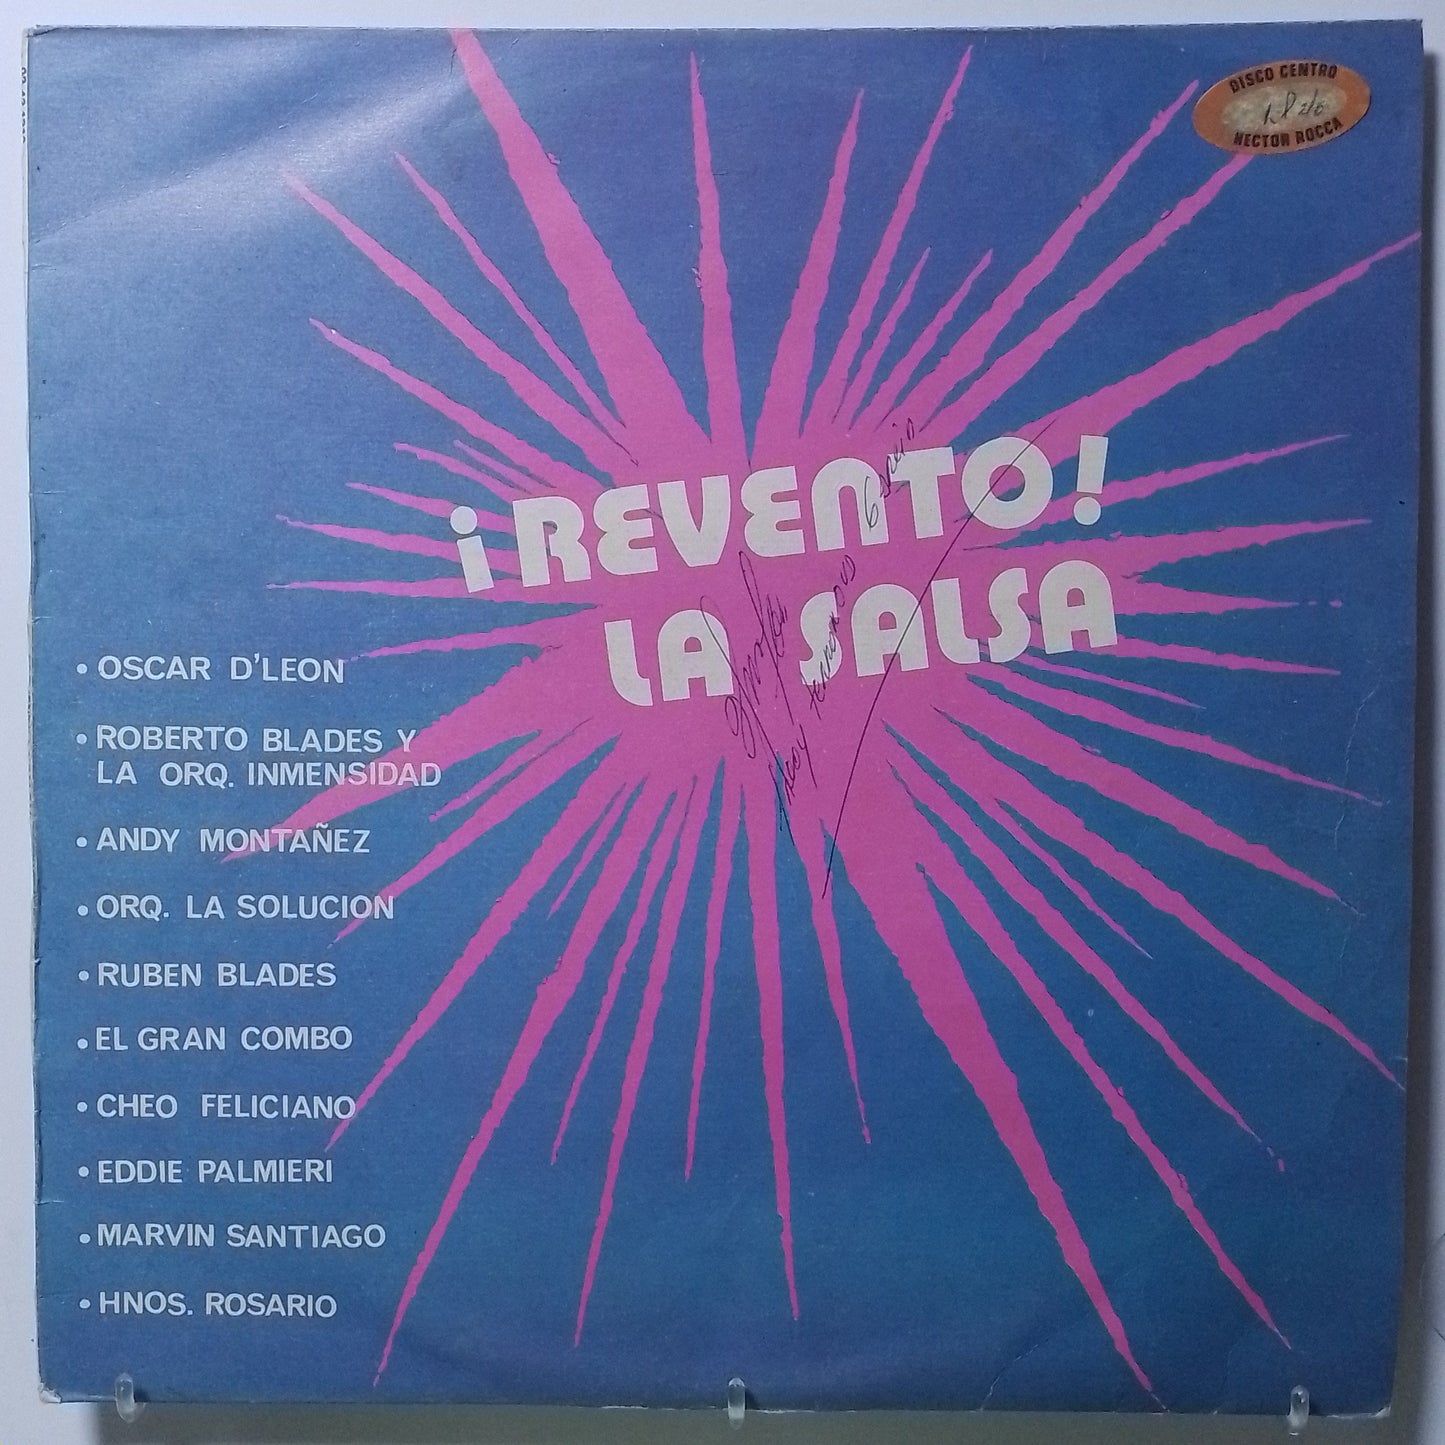 DISCO CENTRO
HECTOR ROCCA
¡REVENTO!
LA SALSA
• OSCAR D'LEON
• ROBERTO BLADES Y
LA ORQ. INMENSIDAD
• ANDY MONTAÑEZ
• ORQ. LA SOLUCION
• RUBEN BLADES
• EL GRAN COMBO
• CHEO FELICIANO
• EDDIE PALMIERI
• MARVIN SANTIAGO
• HNOS. ROSARIO